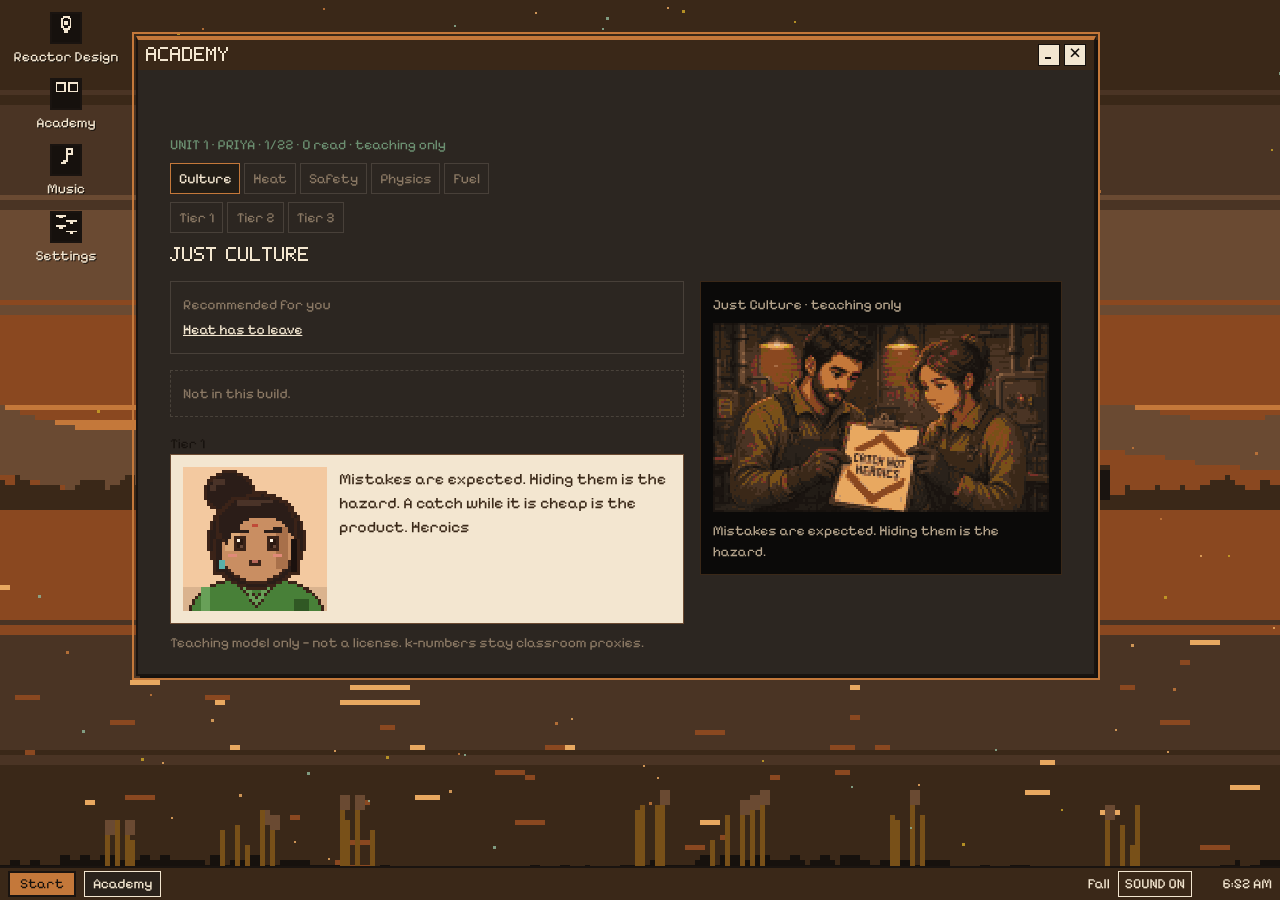 Reactor Design
Academy
Music
Settings
ACADEMY
UNIT 1 · PRIYA · 1/22 · 0 read · teaching only
Culture Heat Safety Physics Fuel
Tier 1 Tier 2 Tier 3
JUST CULTURE
Recommended for you
Heat has to leave
Not in this build.
Tier 1
Mistakes are expected. Hiding them is the
hazard. A catch while it is cheap is the
product. Heroics
Teaching model only – not a license. k-numbers stay classroom proxies.
Just Culture · teaching only
CATCH NOT
HEROICS
Mistakes are expected. Hiding them is the
hazard.
Start Academy Fall SOUND ON 6:52 AM